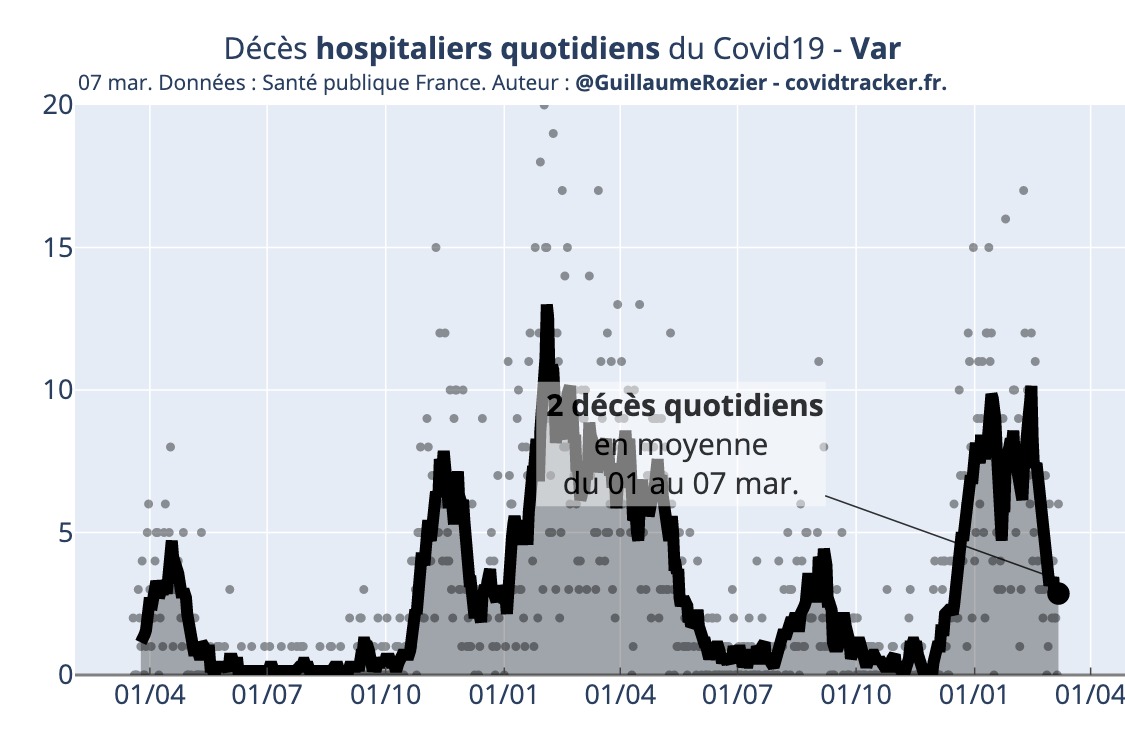 Décès hospitaliers quotidiens du Covid19 - Var
07 mar. Données : Santé publique France. Auteur : @GuillaumeRozier - covidtracker.fr.
20
15
10
5
0
2 décès quotidiens
en moyenne
du 01 au 07 mar.
01/04 01/07 01/10 01/01 01/04 01/07 01/10 01/01 01/04